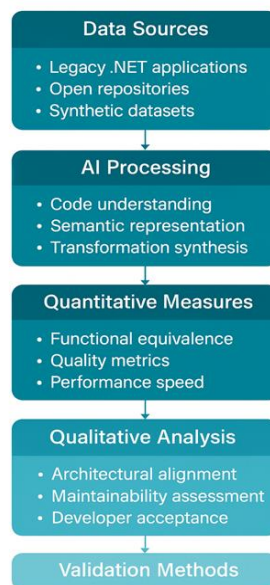 Data Sources
• Legacy .NET applications
• Open repositories
• Synthetic datasets
AI Processing
• Code understanding
• Semantic representation
• Transformation synthesis
Quantitative Measures
• Functional equivalence
• Quality metrics
• Performance speed
Qualitative Analysis
• Architectural alignment
• Maintainability assessment
• Developer acceptance
Validation Methods